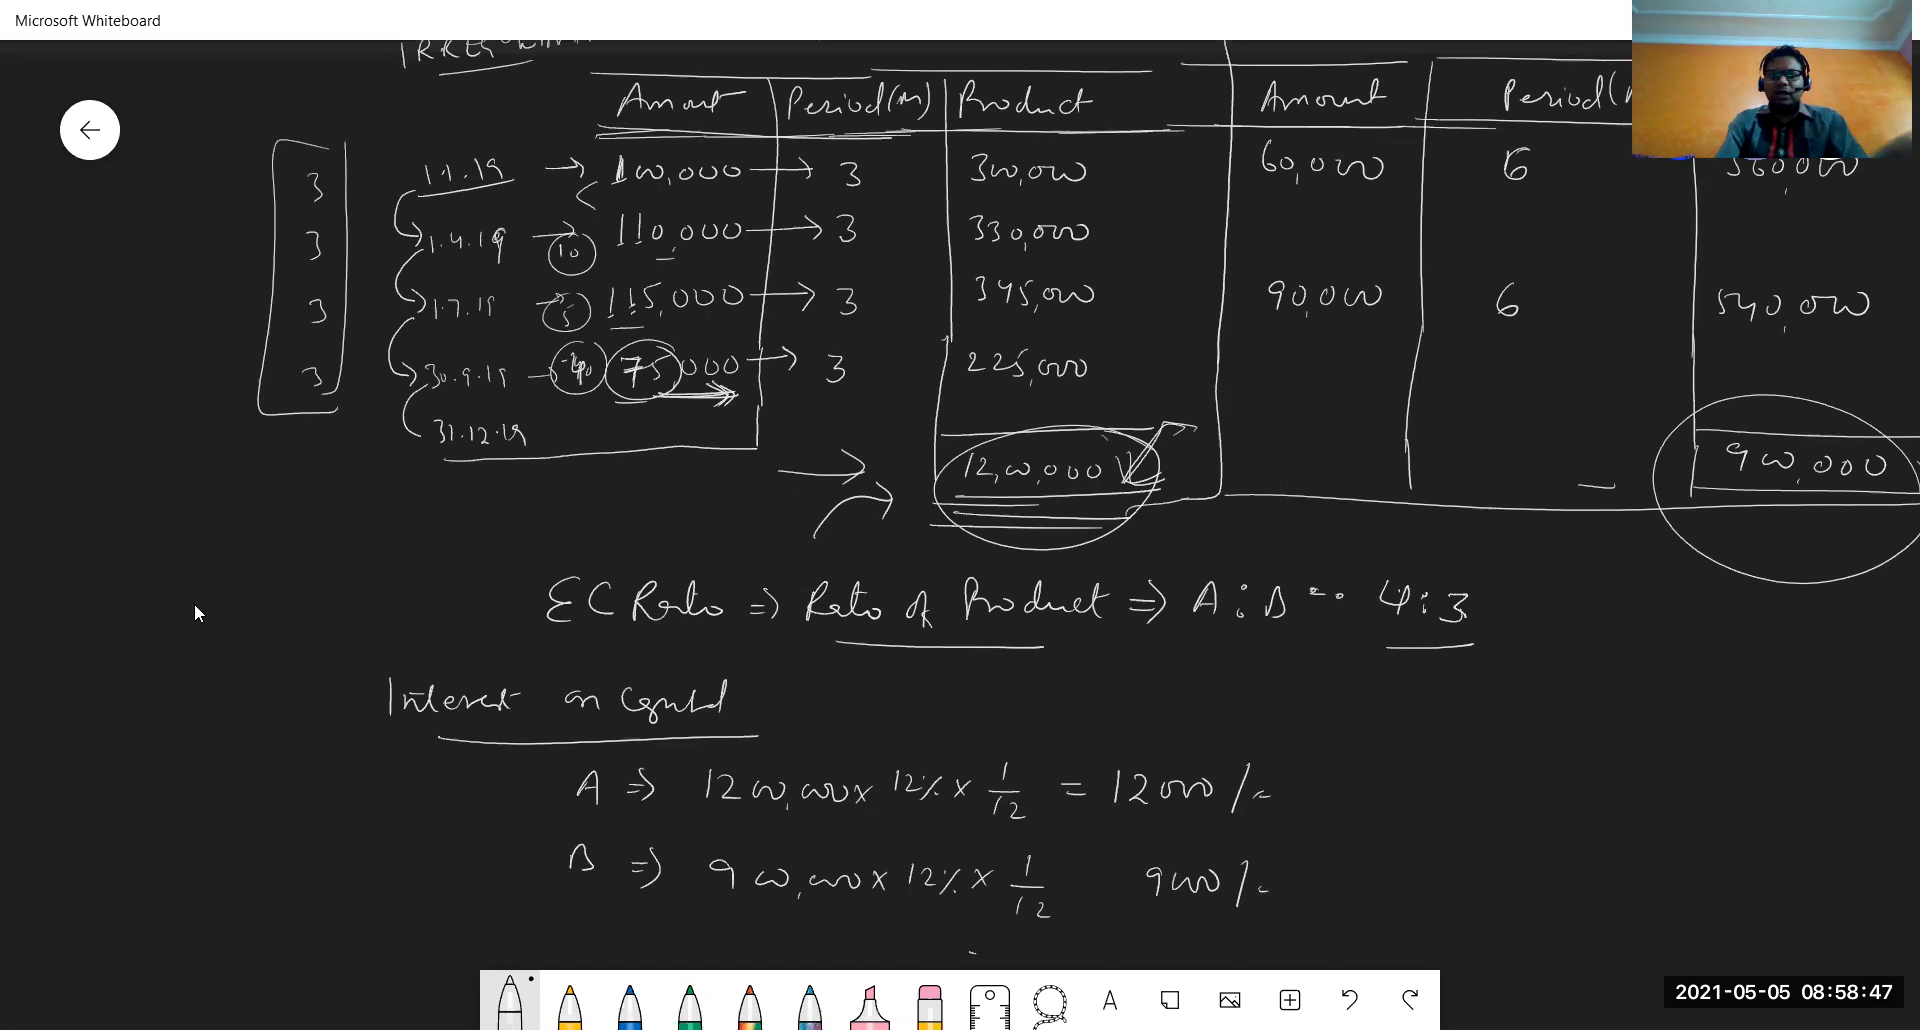 Microsoft Whiteboard
Amount Period(m) Product Amount Period(
3 1.1.19 → 100,000 → 3 300,000 60,000 6 360,000
3 1.4.19 → 10 110,000 → 3 330,000
3 1.7.19 → 5 115,000 → 3 345,000 90,000 6 540,000
3 30.9.19 → -40 75,000 → 3 225,000
31.12.19
12,00,000 900,000
EC Ratio ⇒ Ratio of Product ⇒ A : B = 4:3
Interest on Capital
A ⇒ 1200,000 x 12% x 1/12 = 12000/-
B ⇒ 900,000 x 12% x 1/12 9000/-
2021-05-05 08:58:47